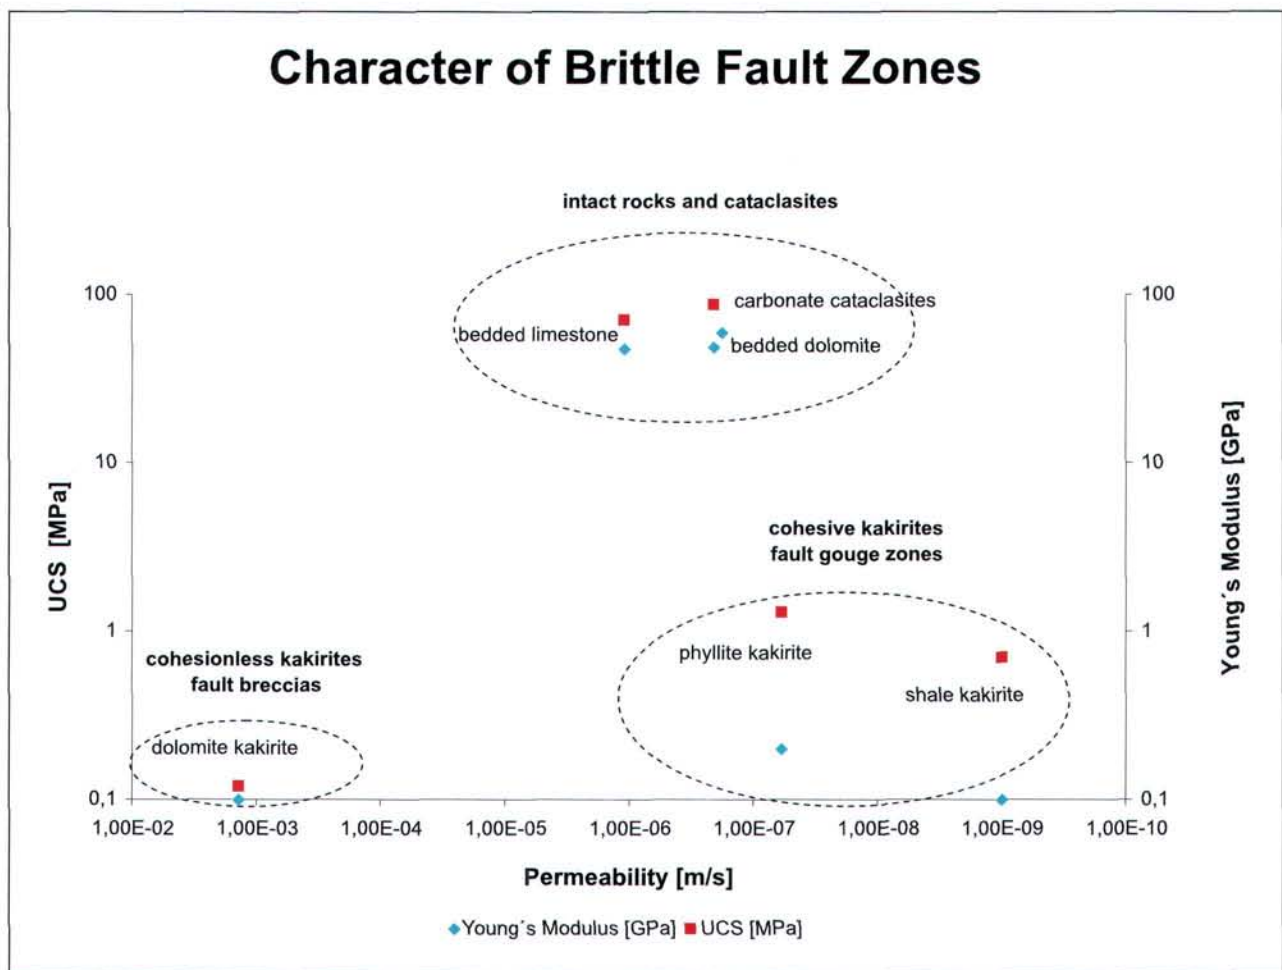 Character of Brittle Fault Zones
intact rocks and cataclasites
100
carbonate cataclasites
100
bedded limestone
bedded dolomite
10
10
UCS [MPa]
Young´s Modulus [GPa]
cohesive kakirites
fault gouge zones
1
1
phyllite kakirite
cohesionless kakirites
fault breccias
shale kakirite
dolomite kakirite
0,1
0,1
1,00E-02 1,00E-03 1,00E-04 1,00E-05 1,00E-06 1,00E-07 1,00E-08 1,00E-09 1,00E-10
Permeability [m/s]
Young´s Modulus [GPa] UCS [MPa]